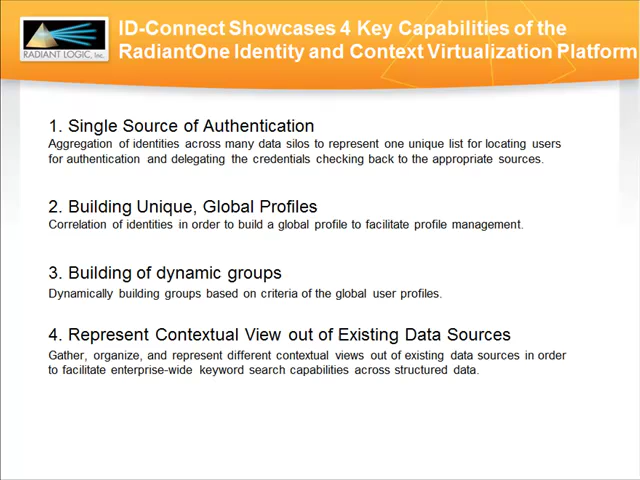 ID-Connect Showcases 4 Key Capabilities of the
RadiantOne Identity and Context Virtualization Platform
RADIANT LOGIC, Inc.
1. Single Source of Authentication
Aggregation of identities across many data silos to represent one unique list for locating users
for authentication and delegating the credentials checking back to the appropriate sources.
2. Building Unique, Global Profiles
Correlation of identities in order to build a global profile to facilitate profile management.
3. Building of dynamic groups
Dynamically building groups based on criteria of the global user profiles.
4. Represent Contextual View out of Existing Data Sources
Gather, organize, and represent different contextual views out of existing data sources in order
to facilitate enterprise-wide keyword search capabilities across structured data.